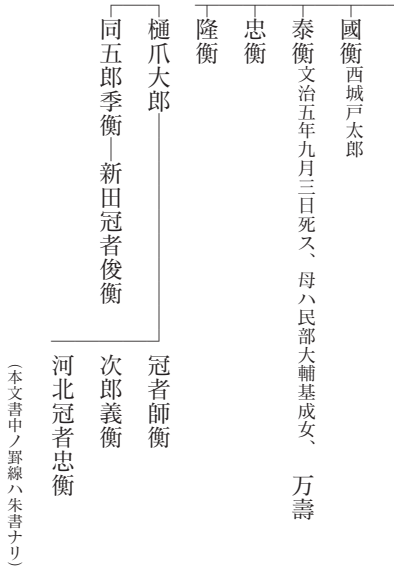 國衡西城戸太郎
泰衡文治五年九月三日死ス、母ハ民部大輔基成女、　万壽
忠衡
隆衡
樋爪太郎
冠者師衡
次郎義衡
河北冠者忠衡
同五郎季衡―新田冠者俊衡
(本文書中ノ罫線ハ朱書ナリ)